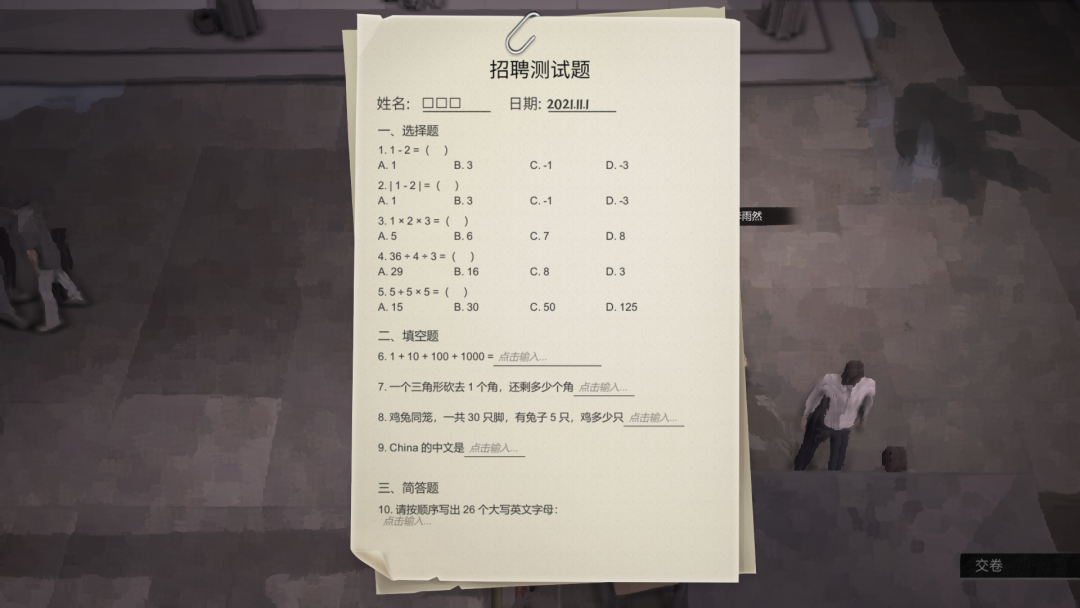 招聘测试题
姓名: □□□ 日期: 2021.11.1
一、选择题
1. 1 - 2 = ( )
A. 1 B. 3 C. -1 D. -3
2. | 1 - 2 | = ( )
A. 1 B. 3 C. -1 D. -3
3. 1 × 2 × 3 = ( )
A. 5 B. 6 C. 7 D. 8
4. 36 ÷ 4 ÷ 3 = ( )
A. 29 B. 16 C. 8 D. 3
5. 5 + 5 × 5 = ( )
A. 15 B. 30 C. 50 D. 125
二、填空题
6. 1 + 10 + 100 + 1000 = 点击输入...
7. 一个三角形砍去 1 个角，还剩多少个角 点击输入...
8. 鸡兔同笼，一共 30 只脚，有兔子 5 只，鸡多少只 点击输入...
9. China 的中文是 点击输入...
三、简答题
10. 请按顺序写出 26 个大写英文字母:
点击输入...
雨然
交卷